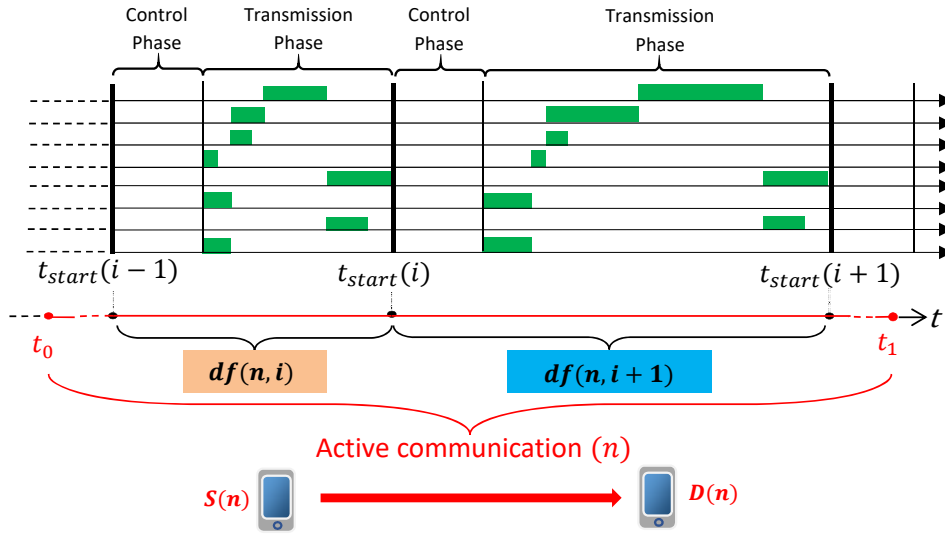 Control Phase
Transmission Phase
Control Phase
Transmission Phase
t_start(i − 1)
t_start(i)
t_start(i + 1)
t
t_0
t_1
df(n, i)
df(n, i + 1)
Active communication (n)
S(n)
D(n)